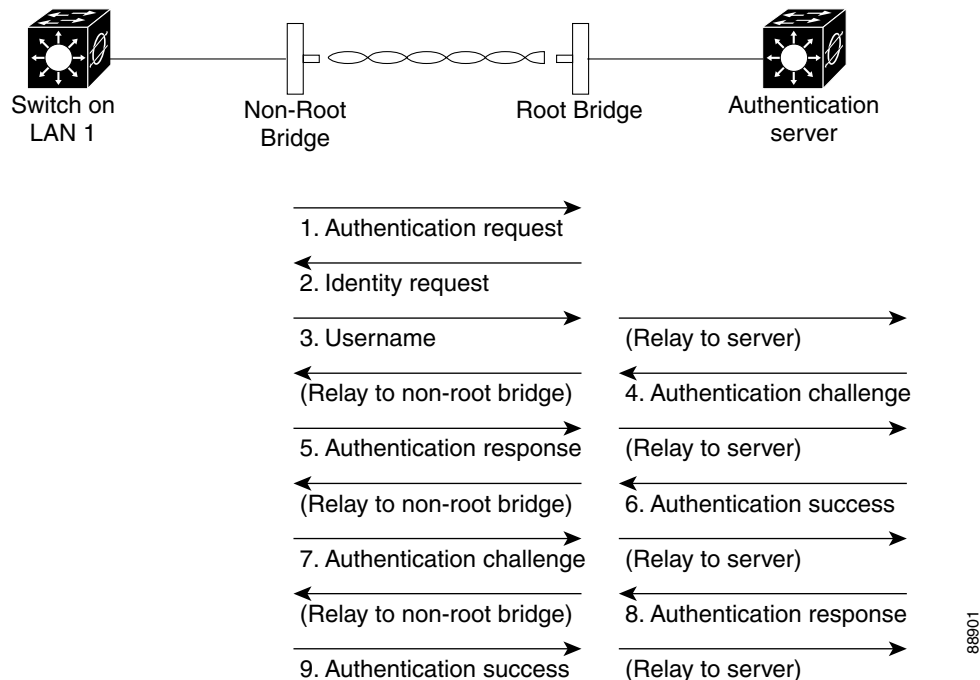 Switch on
LAN 1
Non-Root
Bridge
Root Bridge
Authentication
server
1. Authentication request
2. Identity request
3. Username
(Relay to server)
(Relay to non-root bridge)
4. Authentication challenge
5. Authentication response
(Relay to server)
(Relay to non-root bridge)
6. Authentication success
7. Authentication challenge
(Relay to server)
(Relay to non-root bridge)
8. Authentication response
9. Authentication success
(Relay to server)
88901